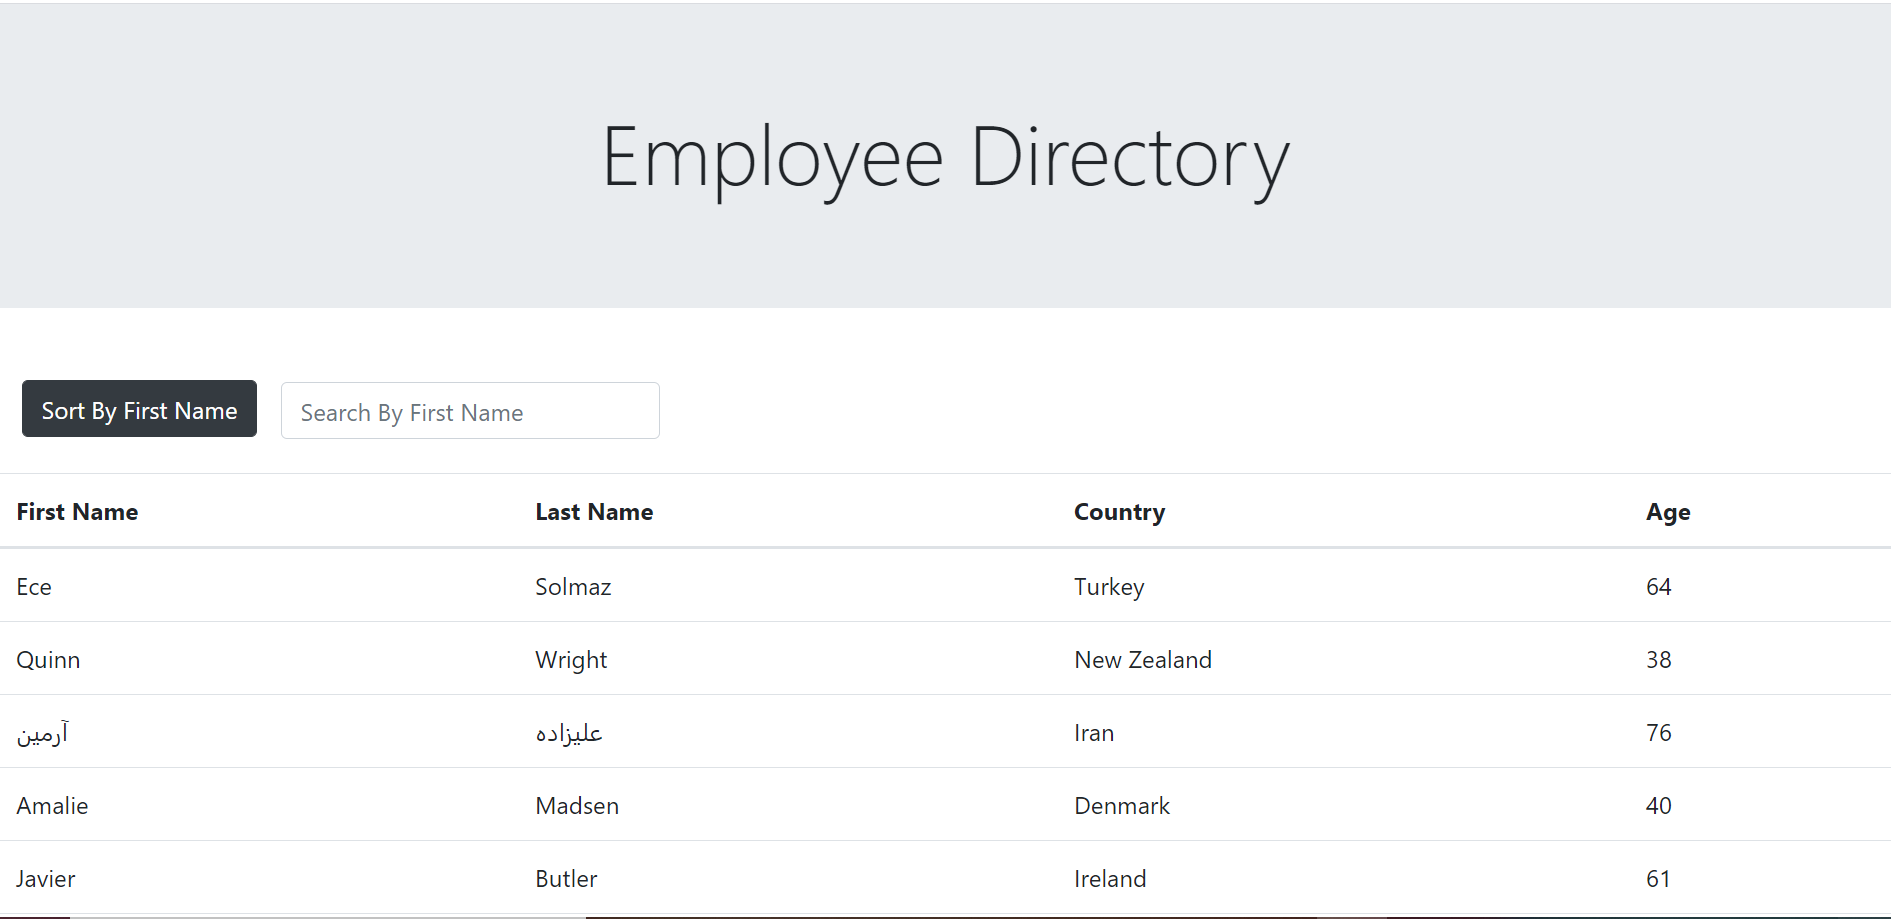 Employee Directory
Sort By First Name Search By First Name
First Name Last Name Country Age
Ece Solmaz Turkey 64
Quinn Wright New Zealand 38
آرمین علیزاده Iran 76
Amalie Madsen Denmark 40
Javier Butler Ireland 61